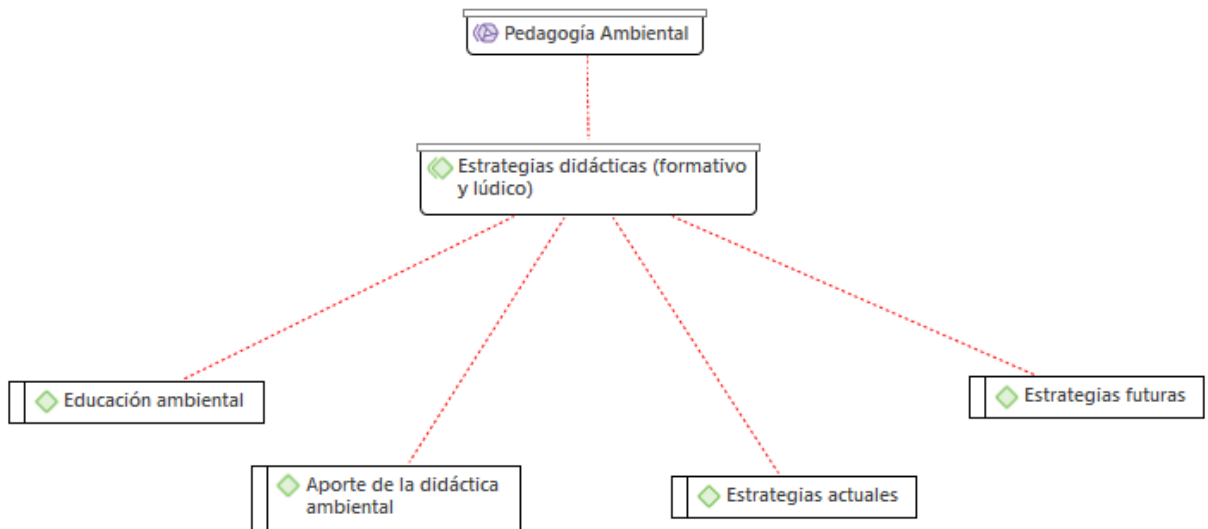 Pedagogía Ambiental
Estrategias didácticas (formativo
y lúdico)
Educación ambiental
Estrategias futuras
Aporte de la didáctica
ambiental
Estrategias actuales